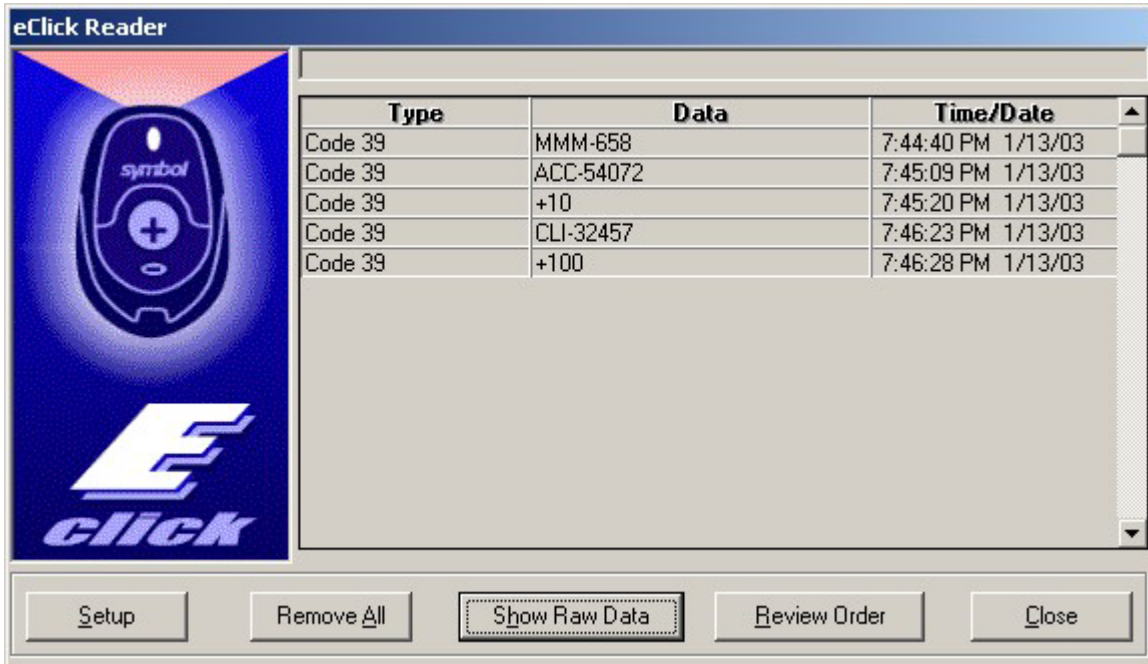 eClick Reader
symbol
E
click
Type Data Time/Date
Code 39 MMM-658 7:44:40 PM 1/13/03
Code 39 ACC-54072 7:45:09 PM 1/13/03
Code 39 +10 7:45:20 PM 1/13/03
Code 39 CLI-32457 7:46:23 PM 1/13/03
Code 39 +100 7:46:28 PM 1/13/03
Setup Remove All Show Raw Data Review Order Close